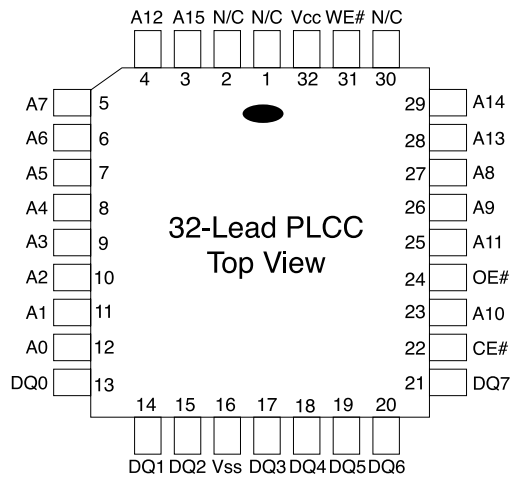 A12 A15 N/C N/C Vcc WE# N/C
4 3 2 1 32 31 30
A7 5 29 A14
A6 6 28 A13
A5 7 27 A8
A4 8 26 A9
A3 9 25 A11
A2 10 24 OE#
A1 11 23 A10
A0 12 22 CE#
DQ0 13 21 DQ7
32-Lead PLCC
Top View
14 15 16 17 18 19 20
DQ1 DQ2 Vss DQ3 DQ4 DQ5 DQ6